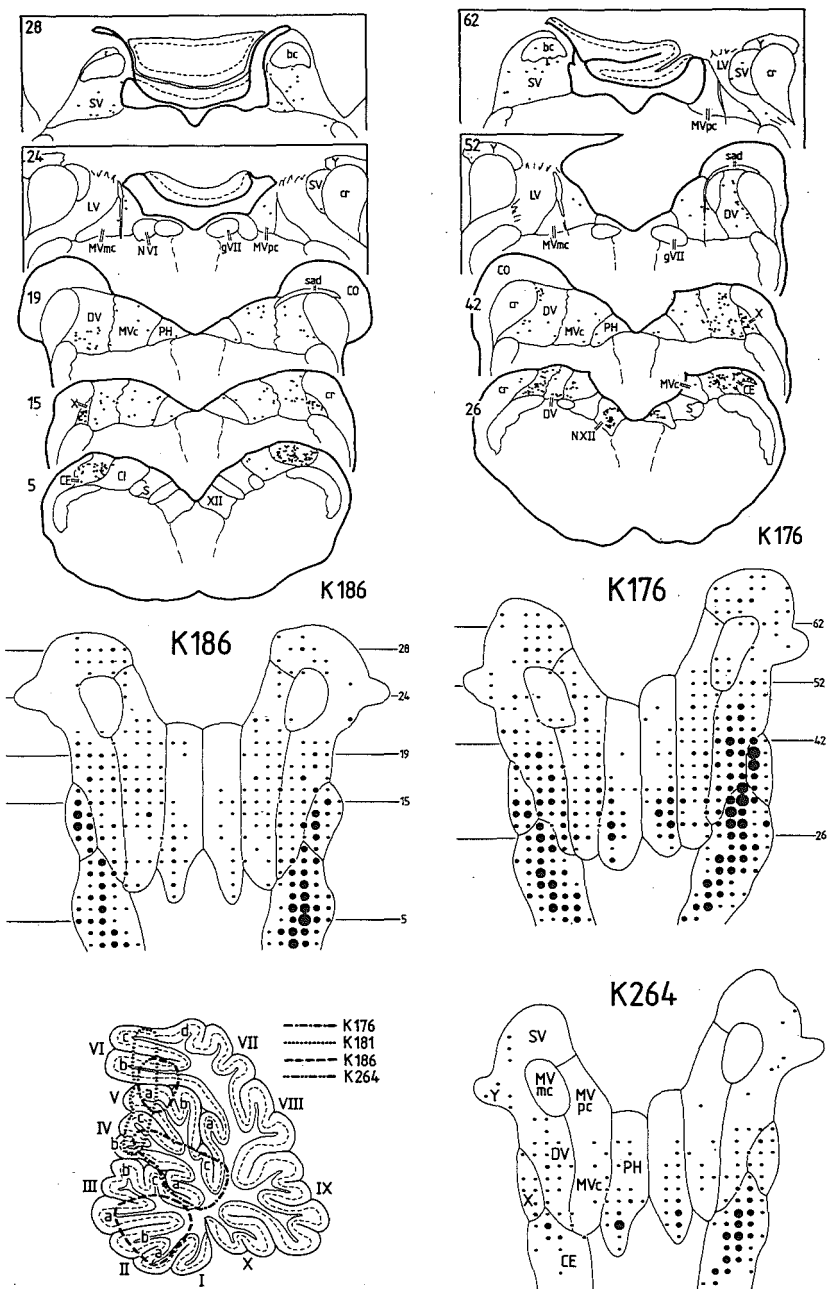 28
bc
SV
24
Y
SV
cr
LV
MVmc
NVI
gVII
MVpc
19
sad
CO
DV
MVc
PH
15
X
cr
5
CE
CI
S
XII
K186
62
bc
SV
Y
LV
SV
cr
MVpc
52
Y
sad
LV
DV
MVmc
gVII
CO
42
cr
DV
MVc
PH
X
26
cr
MVc
CE
DV
S
NXII
K176
K186
28
24
19
15
5
K176
62
52
42
26
K176
K181
K186
K264
VI
c
d
VII
b
V
a
b
VIII
IV
c
a
b
III
b
a
c
IX
a
b
II
a
I
X
K264
SV
Y
MV
mc
MV
pc
DV
PH
X
MVc
CE